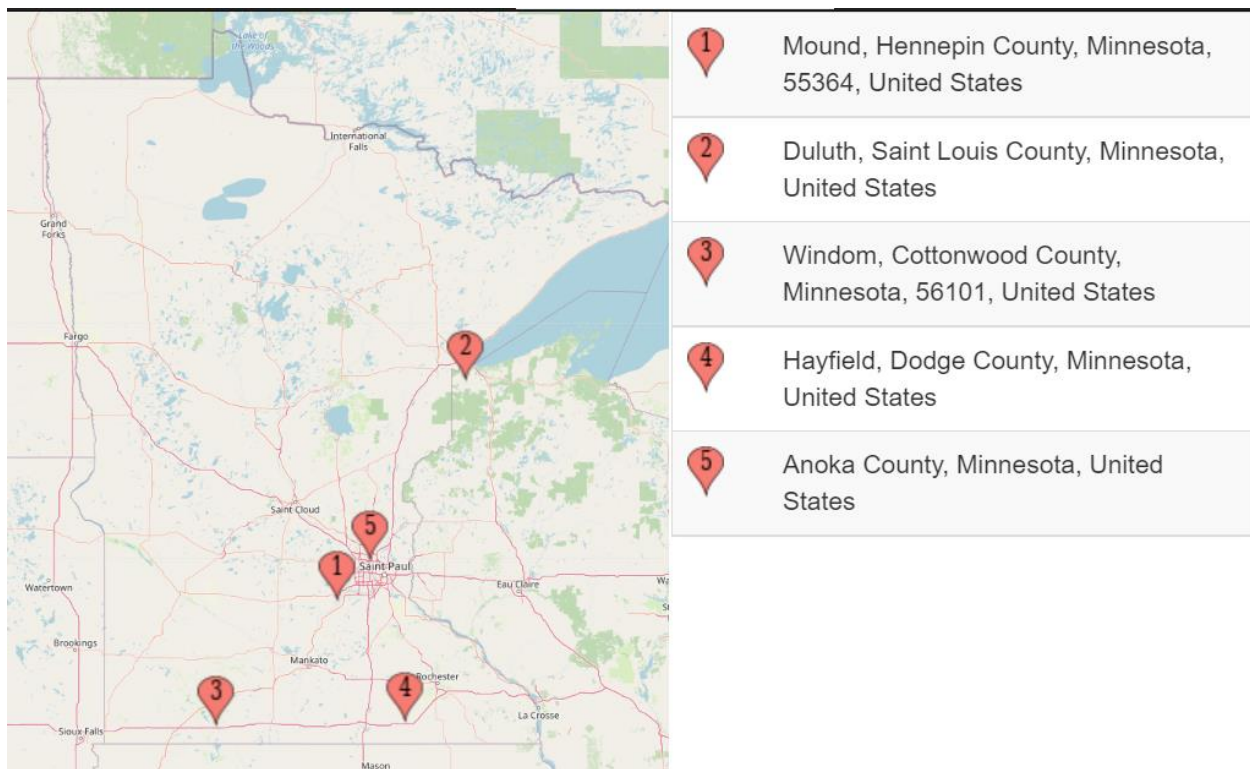 Lake of
the Woods
International
Falls
Grand
Forks
Fargo
2
Saint Cloud
5
1
Saint Paul
Watertown
Eau Claire
Brookings
Mankato
3
4
Rochester
La Crosse
Sioux Falls
Mason
1
Mound, Hennepin County, Minnesota,
55364, United States
2
Duluth, Saint Louis County, Minnesota,
United States
3
Windom, Cottonwood County,
Minnesota, 56101, United States
4
Hayfield, Dodge County, Minnesota,
United States
5
Anoka County, Minnesota, United
States